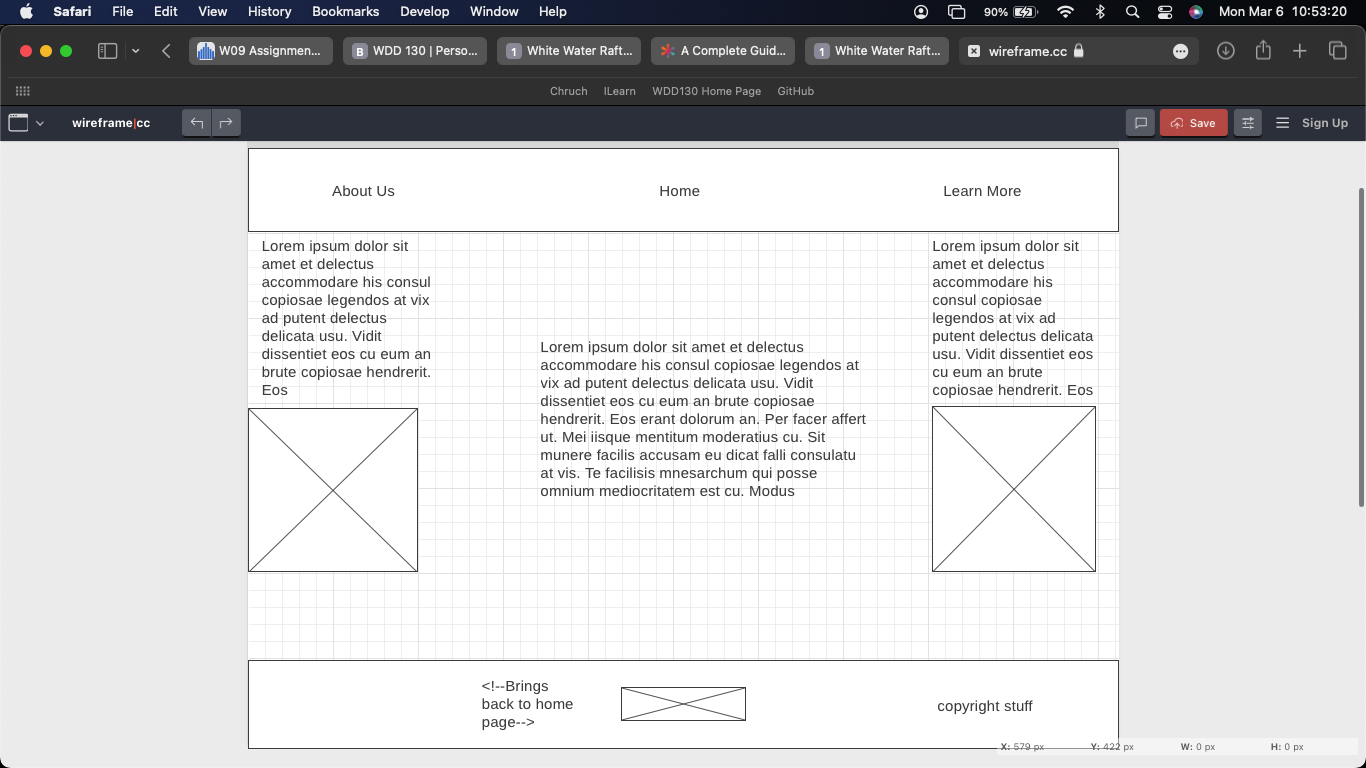 Safari File Edit View History Bookmarks Develop Window Help 90% Mon Mar 6 10:53:20
W09 Assignmen... B WDD 130 | Perso... 1 White Water Raft... A Complete Guid... 1 White Water Raft... wireframe.cc
Chruch ILearn WDD130 Home Page GitHub
wireframe|cc Save Sign Up
About Us Home Learn More
Lorem ipsum dolor sit
amet et delectus
accommodare his consul
copiosae legendos at vix
ad putent delectus
delicata usu. Vidit
dissentiet eos cu eum an
brute copiosae hendrerit.
Eos
Lorem ipsum dolor sit amet et delectus
accommodare his consul copiosae legendos at
vix ad putent delectus delicata usu. Vidit
dissentiet eos cu eum an brute copiosae
hendrerit. Eos erant dolorum an. Per facer affert
ut. Mei iisque mentitum moderatius cu. Sit
munere facilis accusam eu dicat falli consulatu
at vis. Te facilisis mnesarchum qui posse
omnium mediocritatem est cu. Modus
Lorem ipsum dolor sit
amet et delectus
accommodare his
consul copiosae
legendos at vix ad
putent delectus delicata
usu. Vidit dissentiet eos
cu eum an brute
copiosae hendrerit. Eos
<!--Brings
back to home
page-->
copyright stuff
X: 579 px Y: 422 px W: 0 px H: 0 px